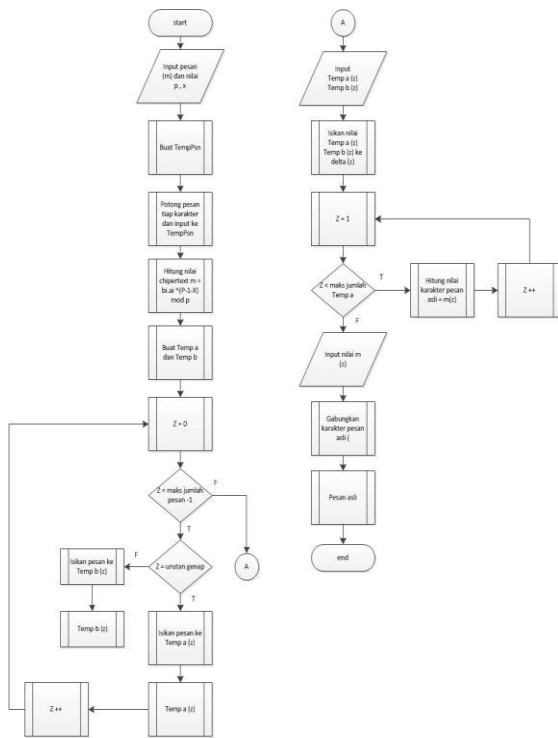 start
Input pesan
(m) dan nilai
p , x
Buat TempPsn
Potong pesan
tiap karakter
dan input ke
TempPsn
Hitung nilai
chipertext m =
bi.ai ^(P-1-X)
mod p
Buat Temp a
dan Temp b
Z = 0
Z = maks jumlah
pesan -1
F
T
A
Z = urutan genap
F
T
Isikan pesan ke
Temp b (z)
Temp b (z)
Isikan pesan ke
Temp a (z)
Temp a (z)
Z ++
A
Input
Temp a (z)
Temp b (z)
Isikan nilai
Temp a (z)
Temp b (z) ke
delta (z)
Z = 1
Z < maks jumlah
Temp a
T
F
Hitung nilai
karakter pesan
asli = m(z)
Z ++
Input nilai m
(z)
Gabungkan
karakter pesan
asli (
Pesan asli
end